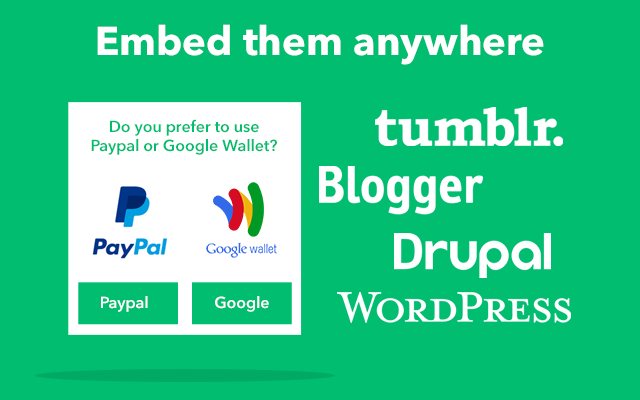 Embed them anywhere
Do you prefer to use
Paypal or Google Wallet?
PayPal
Google wallet
Paypal
Google
tumblr.
Blogger
Drupal
WORDPRESS